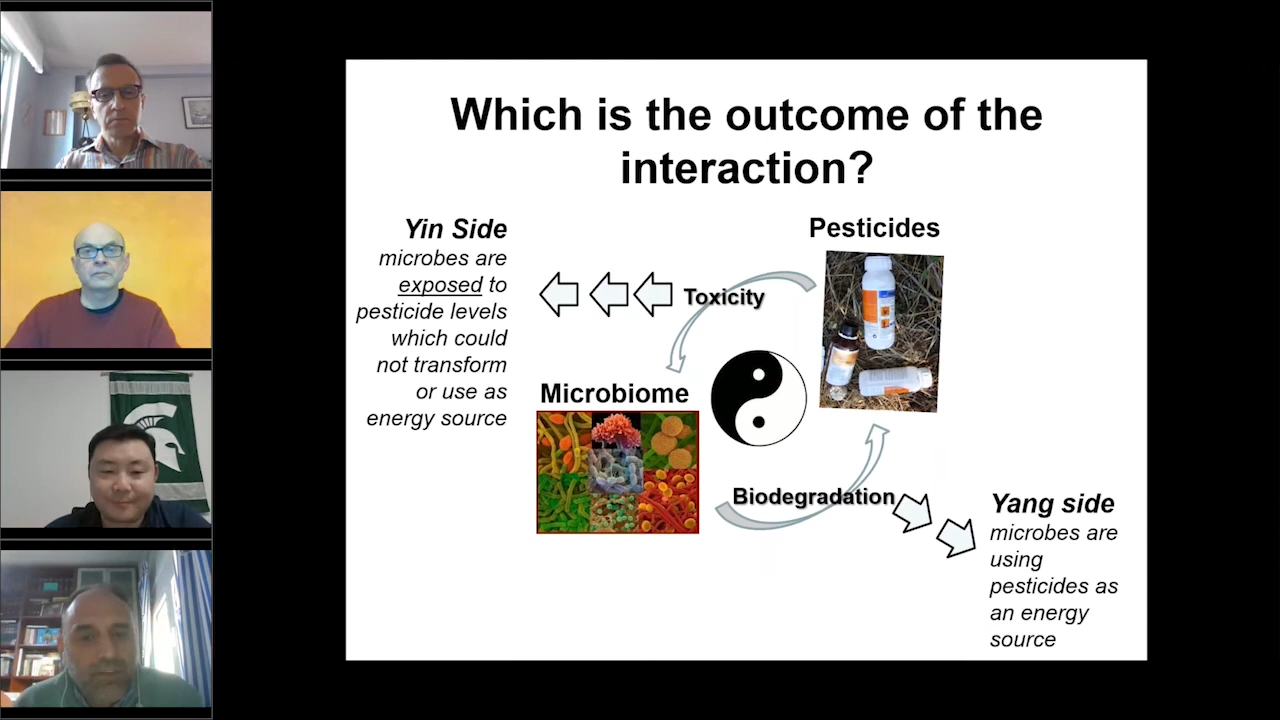 Which is the outcome of the
interaction?
Yin Side
microbes are
exposed to
pesticide levels
which could
not transform
or use as
energy source
Pesticides
Toxicity
Microbiome
Biodegradation
Yang side
microbes are
using
pesticides as
an energy
source